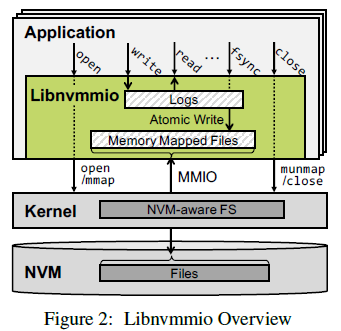 Application
open
write
read
...
fsync
close
Libnvmmio
Logs
Atomic Write
Memory Mapped Files
open
/mmap
MMIO
munmap
/close
Kernel
NVM-aware FS
NVM
Files
Figure 2: Libnvmmio Overview